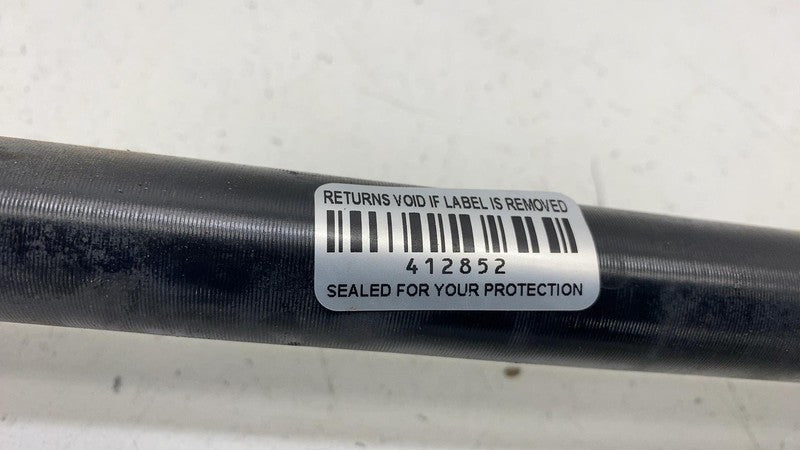 RETURNS VOID IF LABEL IS REMOVED
412852
SEALED FOR YOUR PROTECTION